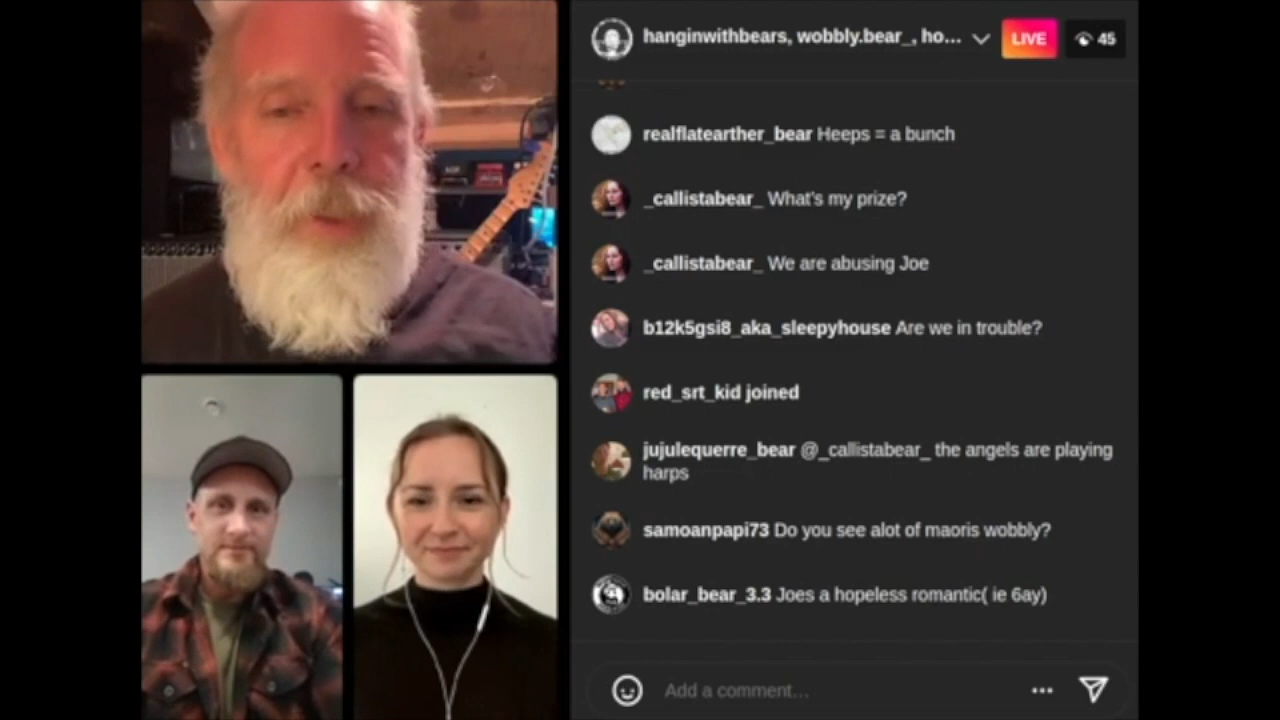 hanginwithbears, wobbly.bear_, ho...
LIVE
45
realflatearther_bear Heeps = a bunch
_callistabear_ What's my prize?
_callistabear_ We are abusing Joe
b12k5gsi8_aka_sleepyhouse Are we in trouble?
red_srt_kid joined
jujulequerre_bear @_callistabear_ the angels are playing
harps
samoanpapi73 Do you see alot of maoris wobbly?
bolar_bear_3.3 Joes a hopeless romantic( ie 6ay)
Add a comment...